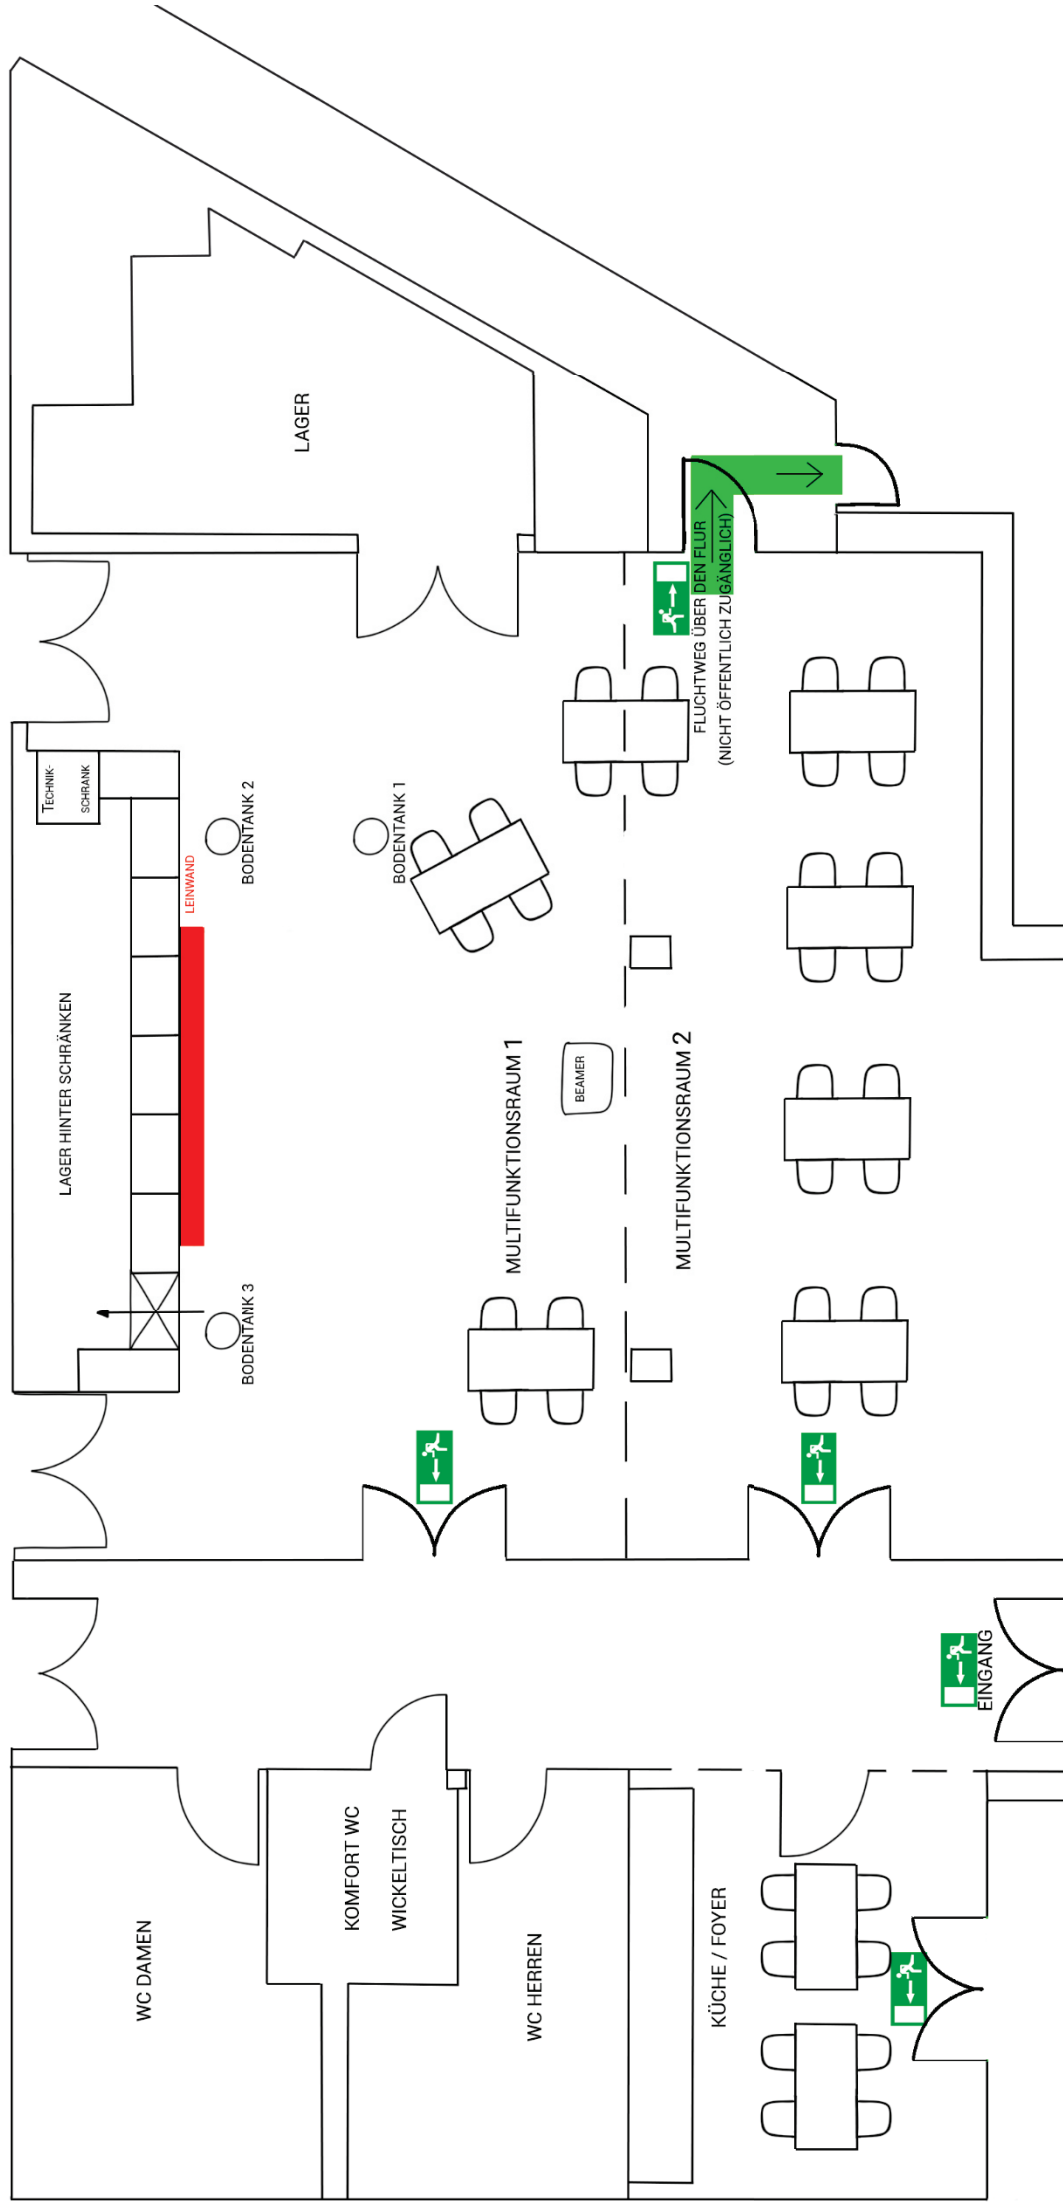 WC DAMEN
KOMFORT WC
WICKELTISCH
WC HERREN
KÜCHE / FOYER
EINGANG
LAGER HINTER SCHRÄNKEN
TECHNIK-
SCHRANK
LEINWAND
BODENTANK 3
BODENTANK 2
BODENTANK 1
MULTIFUNKTIONSRAUM 1
BEAMER
MULTIFUNKTIONSRAUM 2
LAGER
FLUCHTWEG ÜBER DEN FLUR
(NICHT ÖFFENTLICH ZUGÄNGLICH)